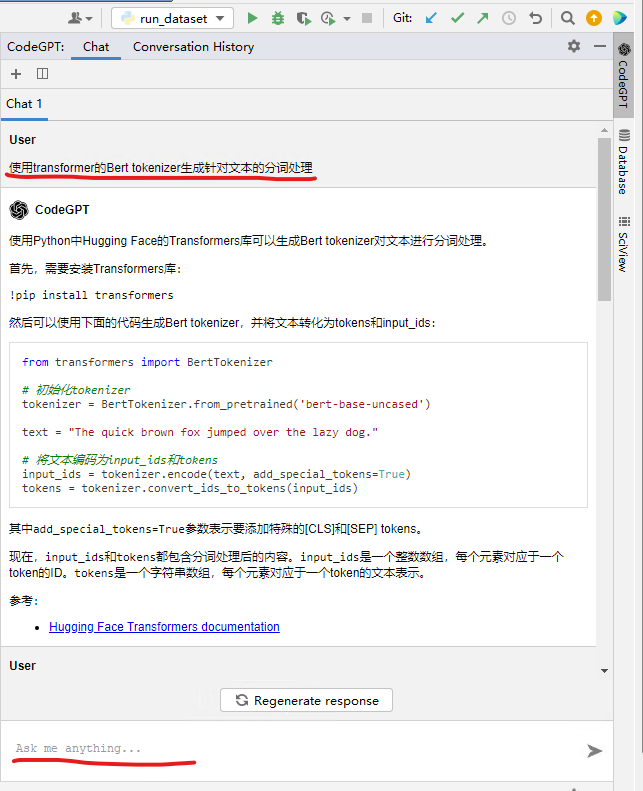 run_dataset Git:
CodeGPT: Chat Conversation History
Chat 1
CodeGPT
Database
SciView
User
使用transformer的Bert tokenizer生成针对文本的分词处理
CodeGPT
使用Python中Hugging Face的Transformers库可以生成Bert tokenizer对文本进行分词处理。
首先，需要安装Transformers库：
!pip install transformers
然后可以使用下面的代码生成Bert tokenizer，并将文本转化为tokens和input_ids：
from transformers import BertTokenizer
# 初始化tokenizer
tokenizer = BertTokenizer.from_pretrained('bert-base-uncased')
text = "The quick brown fox jumped over the lazy dog."
# 将文本编码为input_ids和tokens
input_ids = tokenizer.encode(text, add_special_tokens=True)
tokens = tokenizer.convert_ids_to_tokens(input_ids)
其中add_special_tokens=True参数表示要添加特殊的[CLS]和[SEP] tokens。
现在，input_ids和tokens都包含分词处理后的内容。input_ids是一个整数数组，每个元素对应于一个
token的ID。tokens是一个字符串数组，每个元素对应于一个token的文本表示。
参考：
• Hugging Face Transformers documentation
User
Regenerate response
Ask me anything...